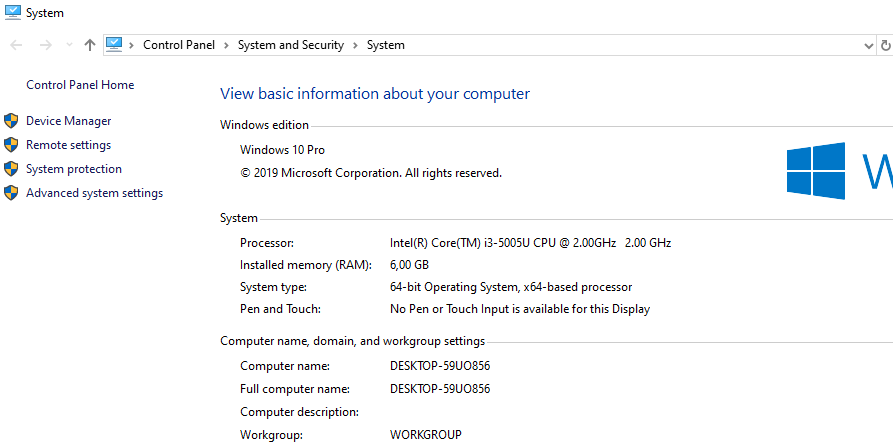 System
Control Panel > System and Security > System
Control Panel Home
Device Manager
Remote settings
System protection
Advanced system settings
View basic information about your computer
Windows edition
Windows 10 Pro
© 2019 Microsoft Corporation. All rights reserved.
W
System
Processor: Intel(R) Core(TM) i3-5005U CPU @ 2.00GHz 2.00 GHz
Installed memory (RAM): 6,00 GB
System type: 64-bit Operating System, x64-based processor
Pen and Touch: No Pen or Touch Input is available for this Display
Computer name, domain, and workgroup settings
Computer name: DESKTOP-59UO856
Full computer name: DESKTOP-59UO856
Computer description:
Workgroup: WORKGROUP